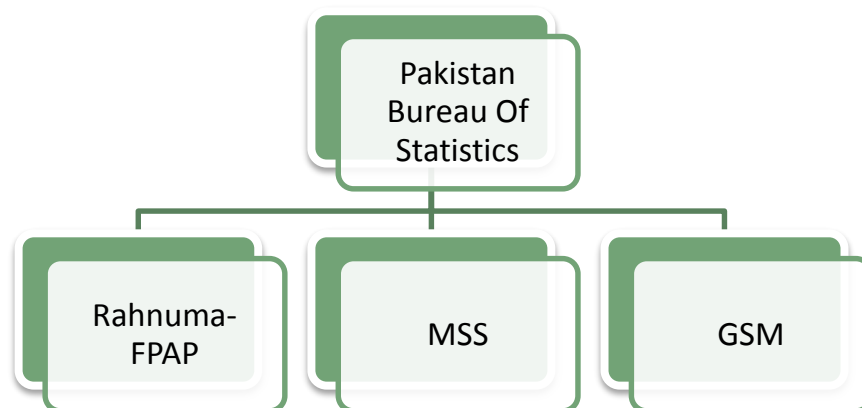 Pakistan
Bureau Of
Statistics
Rahnuma-
FPAP
MSS
GSM